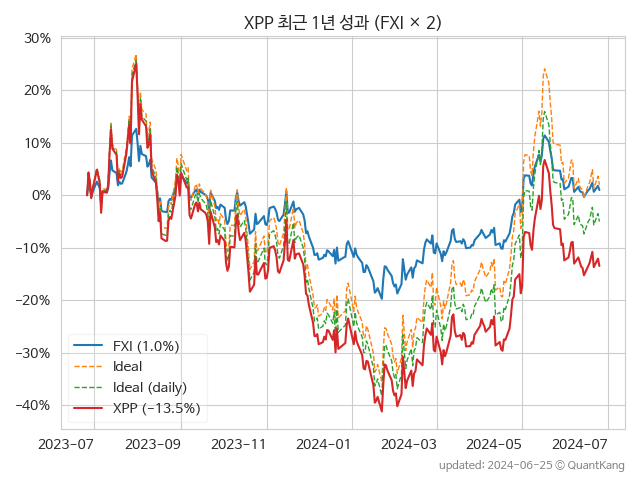 XPP 최근 1년 성과 (FXI × 2)
30%
20%
10%
0%
−10%
−20%
−30%
−40%
FXI (1.0%)
Ideal
Ideal (daily)
XPP (−13.5%)
2023-07 2023-09 2023-11 2024-01 2024-03 2024-05 2024-07
updated: 2024-06-25 ⓒ QuantKang